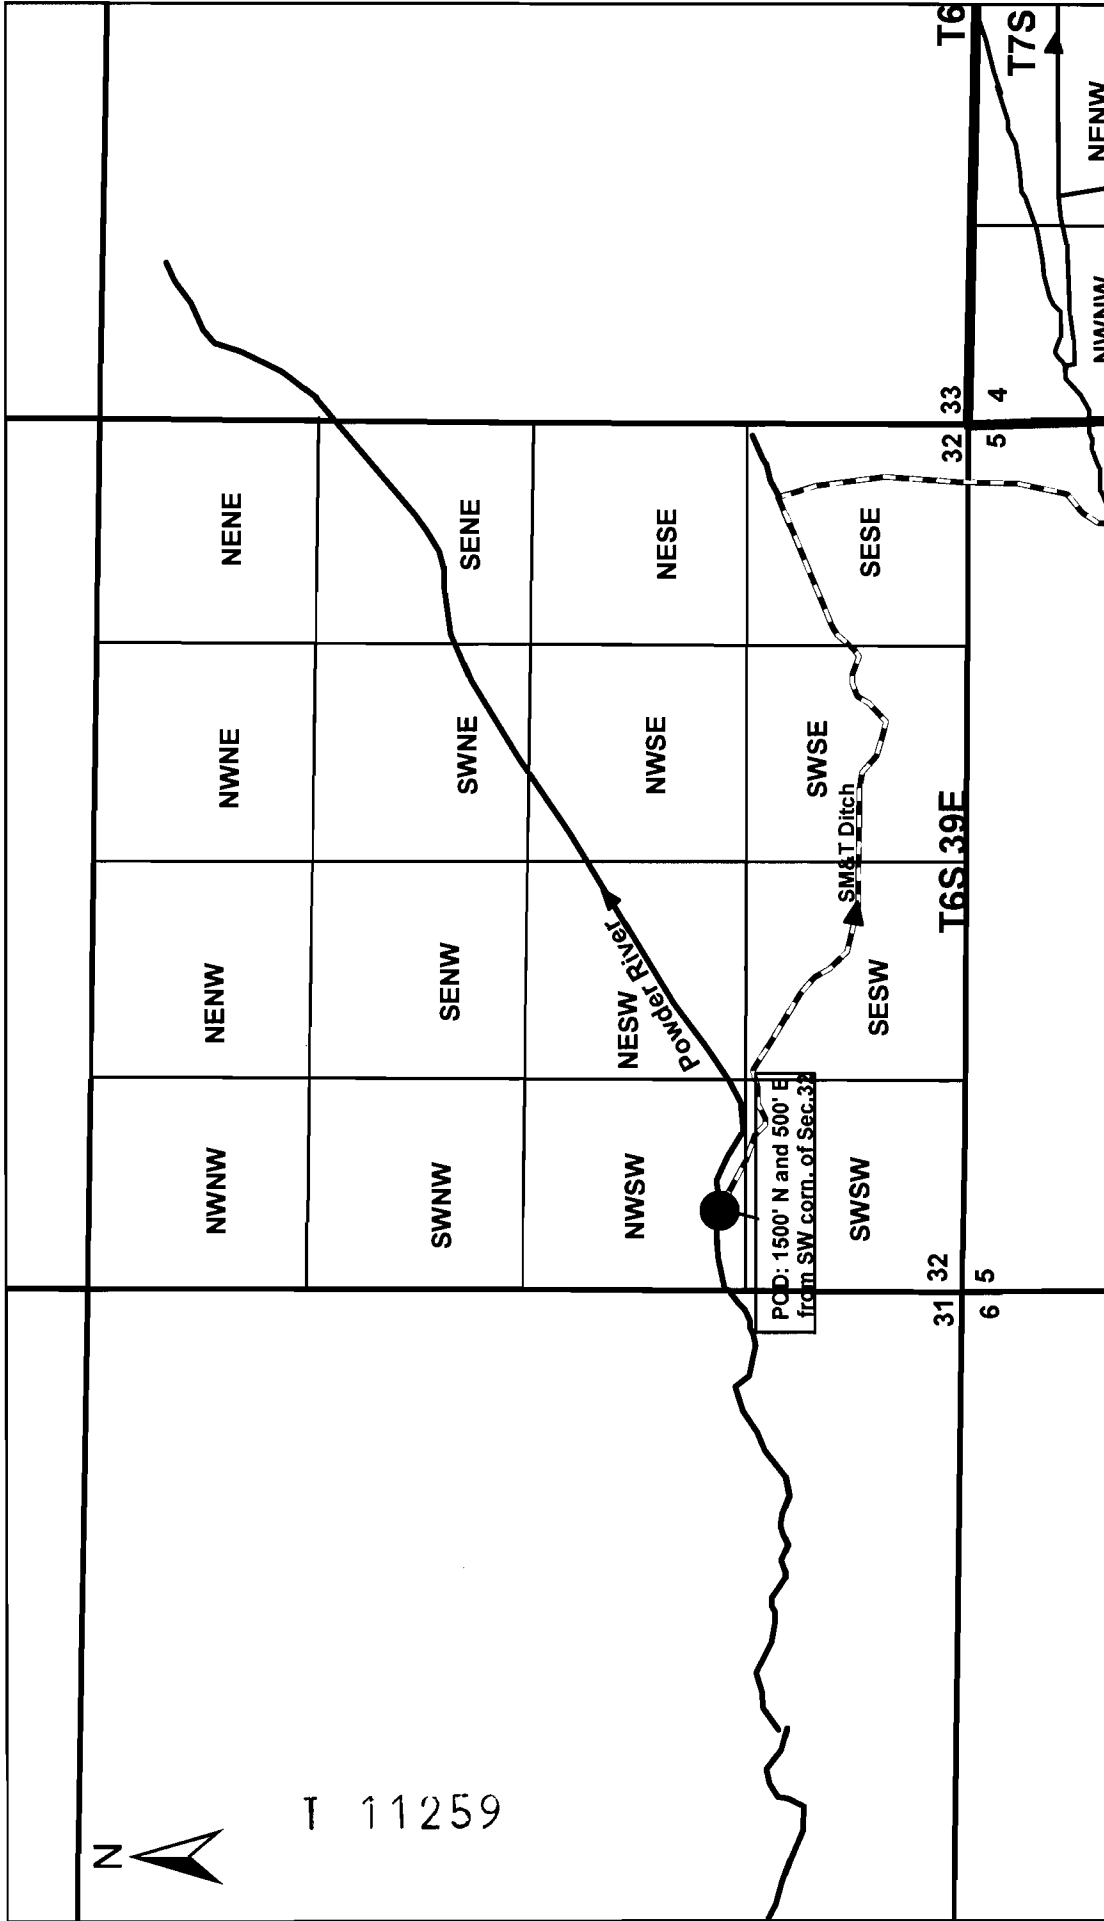 N
T 11259
NWNW
NENW
NWNE
NENE
SWNW
SENW
SWNE
SENE
NWSW
NESW
NWSE
NESE
Powder River
POD: 1500' N and 500' E
from SW corn. of Sec.32
SM&T Ditch
SWSW
SESW
SWSE
SESE
31
32
32
33
6
5
5
4
T6S 39E
T6
T7S
NWNW
NENW